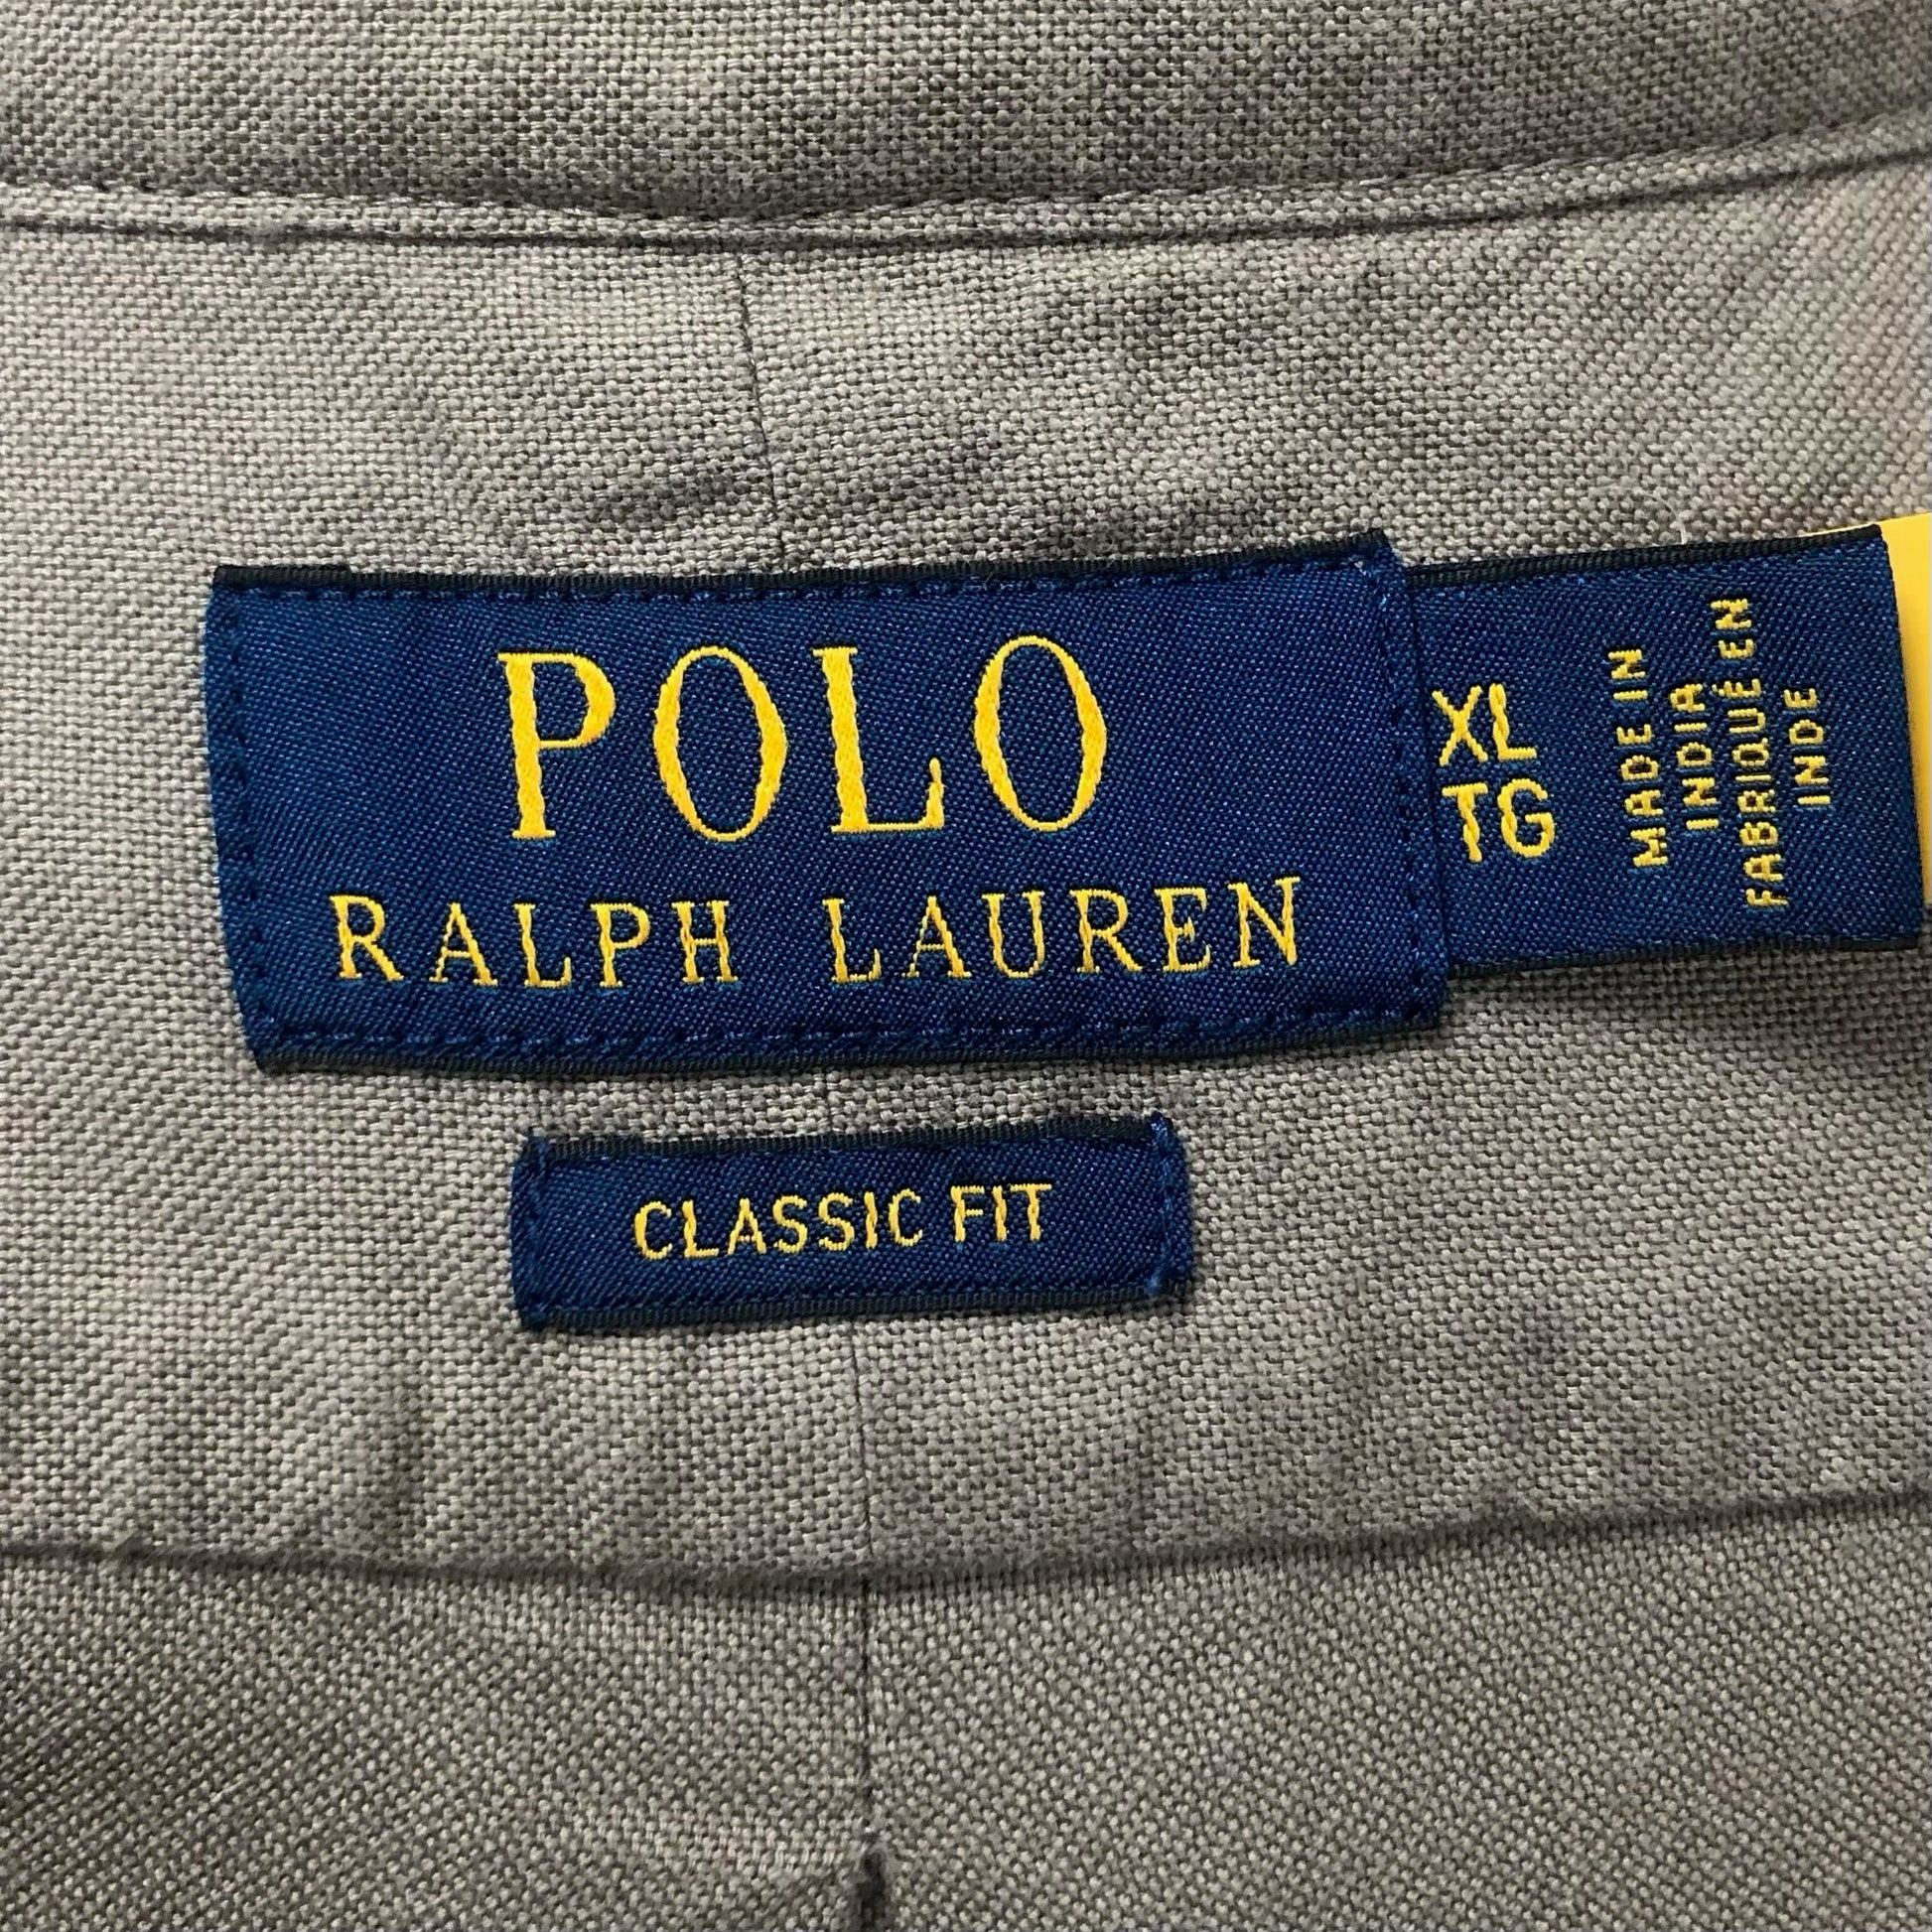 POLO
RALPH LAUREN
XL
TG
MADE IN
INDIA
FABRIQUÉ EN
INDE
CLASSIC FIT